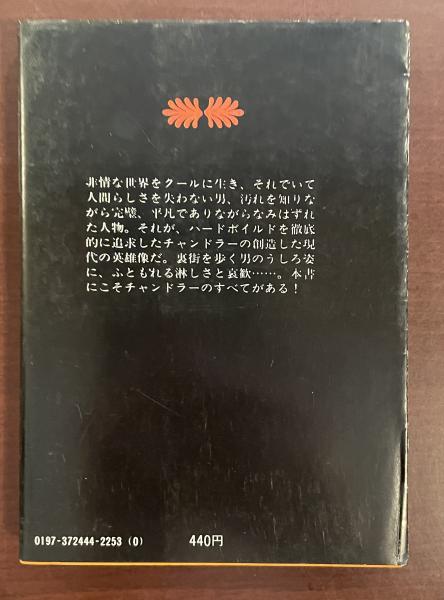 非情な世界をクールに生き、それでいて
人間らしさを失わない男、汚れを知りな
がら完璧、平凡でありながらなみはずれ
た人物。それが、ハードボイルドを徹底
的に追求したチャンドラーの創造した現
代の英雄像だ。裏街を歩く男のうしろ姿
に、ふともれる淋しさと哀歓……。本書
にこそチャンドラーのすべてがある！
0197-372444-2253（0） 440円